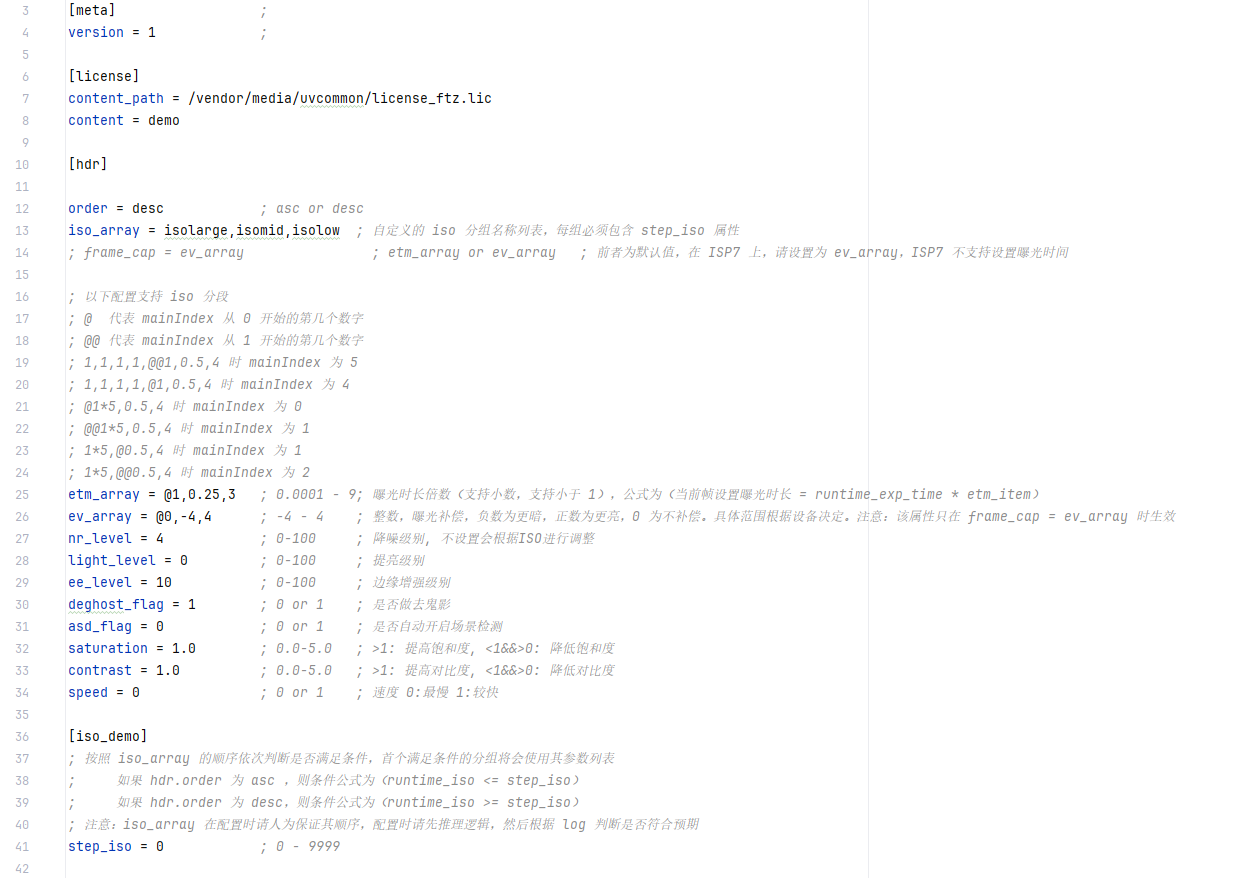 3 [meta] ;
4 version = 1 ;
5
6 [license]
7 content_path = /vendor/media/uvcommon/license_ftz.lic
8 content = demo
9
10 [hdr]
11
12 order = desc ; asc or desc
13 iso_array = isolarge,isomid,isolow ; 自定义的 iso 分组名称列表，每组必须包含 step_iso 属性
14 ; frame_cap = ev_array ; etm_array or ev_array ; 前者为默认值，在 ISP7 上，请设置为 ev_array，ISP7 不支持设置曝光时间
15
16 ; 以下配置支持 iso 分段
17 ; @ 代表 mainIndex 从 0 开始的第几个数字
18 ; @@ 代表 mainIndex 从 1 开始的第几个数字
19 ; 1,1,1,1,@@1,0.5,4 时 mainIndex 为 5
20 ; 1,1,1,1,@1,0.5,4 时 mainIndex 为 4
21 ; @1*5,0.5,4 时 mainIndex 为 0
22 ; @@1*5,0.5,4 时 mainIndex 为 1
23 ; 1*5,@0.5,4 时 mainIndex 为 1
24 ; 1*5,@@0.5,4 时 mainIndex 为 2
25 etm_array = @1,0.25,3 ; 0.0001 - 9; 曝光时长倍数（支持小数，支持小于 1），公式为（当前帧设置曝光时长 = runtime_exp_time * etm_item）
26 ev_array = @0,-4,4 ; -4 - 4 ; 整数，曝光补偿，负数为更暗，正数为更亮，0 为不补偿。具体范围根据设备决定。注意：该属性只在 frame_cap = ev_array 时生效
27 nr_level = 4 ; 0-100 ; 降噪级别, 不设置会根据ISO进行调整
28 light_level = 0 ; 0-100 ; 提亮级别
29 ee_level = 10 ; 0-100 ; 边缘增强级别
30 deghost_flag = 1 ; 0 or 1 ; 是否做去鬼影
31 asd_flag = 0 ; 0 or 1 ; 是否自动开启场景检测
32 saturation = 1.0 ; 0.0-5.0 ; >1: 提高饱和度, <1&&>0: 降低饱和度
33 contrast = 1.0 ; 0.0-5.0 ; >1: 提高对比度, <1&&>0: 降低对比度
34 speed = 0 ; 0 or 1 ; 速度 0:最慢 1:较快
35
36 [iso_demo]
37 ; 按照 iso_array 的顺序依次判断是否满足条件，首个满足条件的分组将会使用其参数列表
38 ; 如果 hdr.order 为 asc ，则条件公式为（runtime_iso <= step_iso）
39 ; 如果 hdr.order 为 desc，则条件公式为（runtime_iso >= step_iso）
40 ; 注意：iso_array 在配置时请人为保证其顺序，配置时请先推理逻辑，然后根据 log 判断是否符合预期
41 step_iso = 0 ; 0 - 9999
42